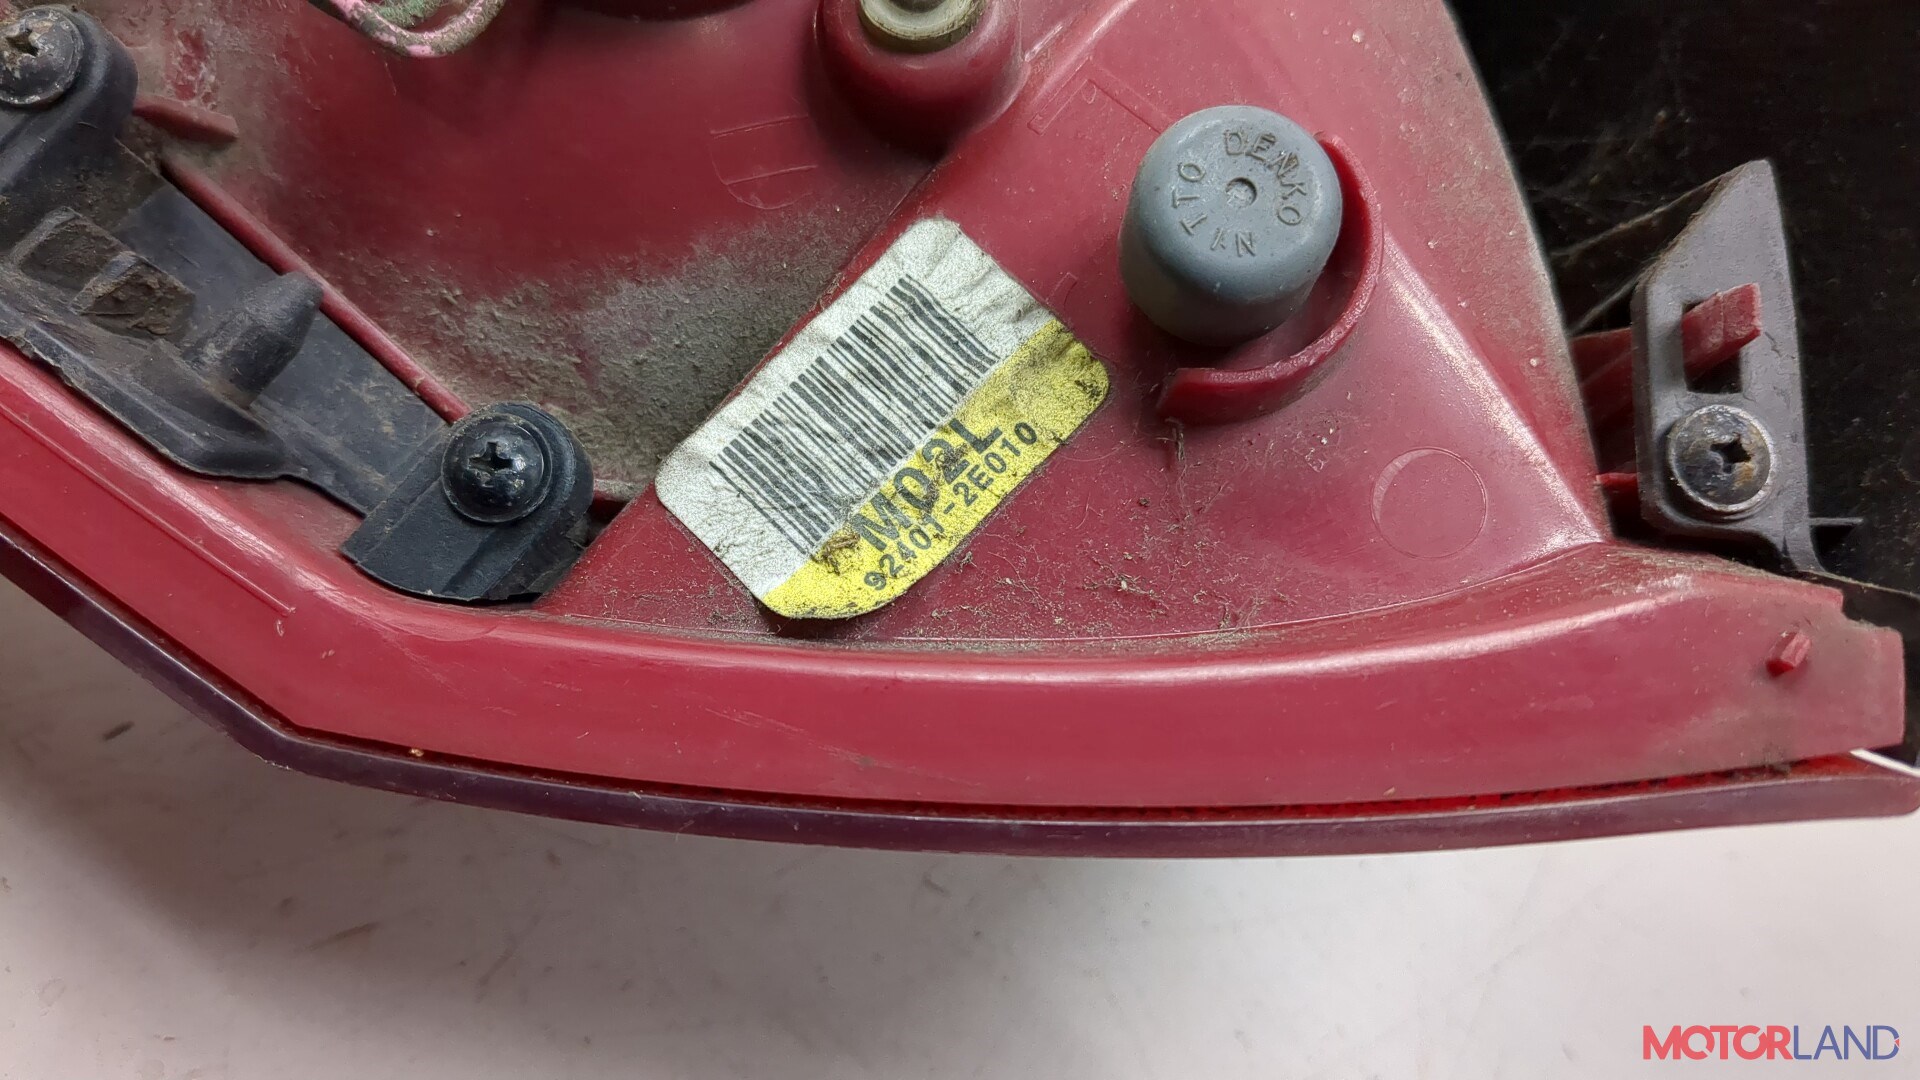 NITTO DENKO
MD2L
92401-2E010
MOTORLAND